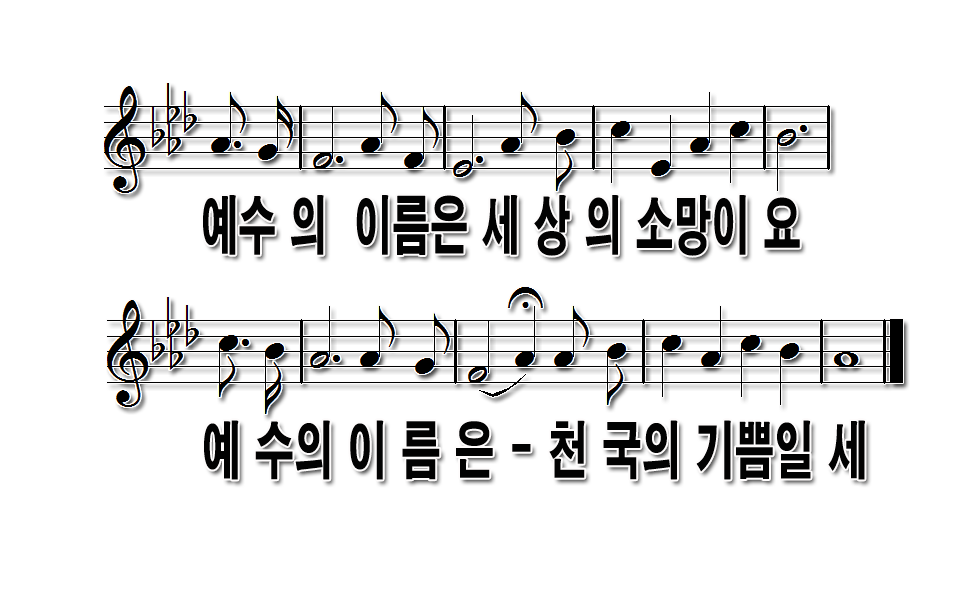 예수 의 이름은 세 상 의 소망이 요
예 수의 이 름 은 - 천 국의 기쁨일 세